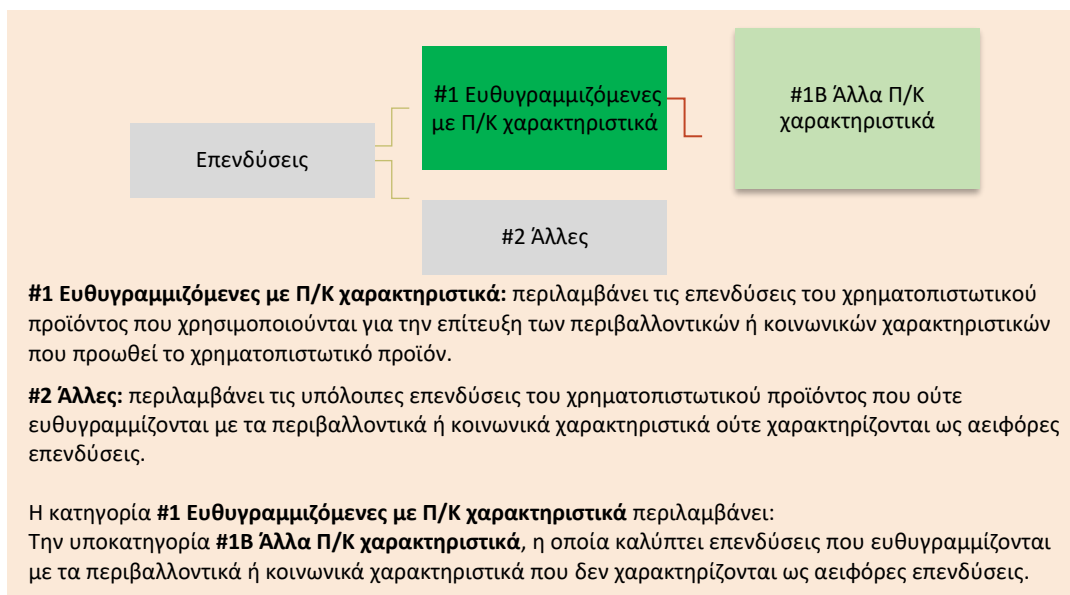 #1 Ευθυγραμμιζόμενες
με Π/Κ χαρακτηριστικά
#1Β Άλλα Π/Κ
χαρακτηριστικά
Επενδύσεις
#2 Άλλες
#1 Ευθυγραμμιζόμενες με Π/Κ χαρακτηριστικά: περιλαμβάνει τις επενδύσεις του χρηματοπιστωτικού
προϊόντος που χρησιμοποιούνται για την επίτευξη των περιβαλλοντικών ή κοινωνικών χαρακτηριστικών
που προωθεί το χρηματοπιστωτικό προϊόν.
#2 Άλλες: περιλαμβάνει τις υπόλοιπες επενδύσεις του χρηματοπιστωτικού προϊόντος που ούτε
ευθυγραμμίζονται με τα περιβαλλοντικά ή κοινωνικά χαρακτηριστικά ούτε χαρακτηρίζονται ως αειφόρες
επενδύσεις.
Η κατηγορία #1 Ευθυγραμμιζόμενες με Π/Κ χαρακτηριστικά περιλαμβάνει:
Την υποκατηγορία #1Β Άλλα Π/Κ χαρακτηριστικά, η οποία καλύπτει επενδύσεις που ευθυγραμμίζονται
με τα περιβαλλοντικά ή κοινωνικά χαρακτηριστικά που δεν χαρακτηρίζονται ως αειφόρες επενδύσεις.